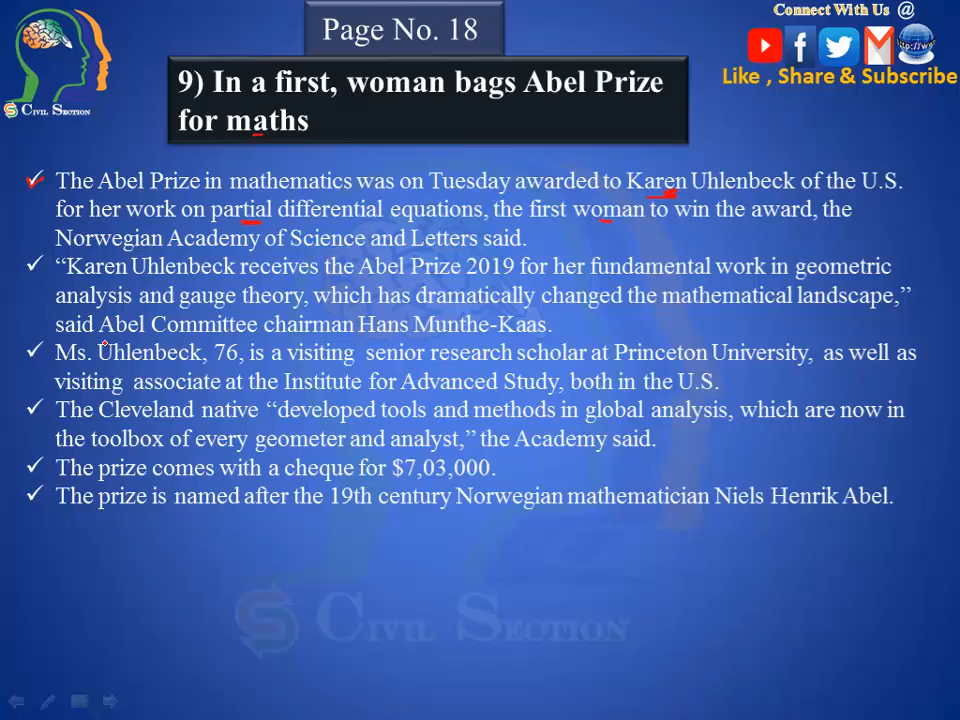 Page No. 18
Connect With Us @
Like , Share & Subscribe
CIVIL SECTION
9) In a first, woman bags Abel Prize
for maths
The Abel Prize in mathematics was on Tuesday awarded to Karen Uhlenbeck of the U.S.
for her work on partial differential equations, the first woman to win the award, the
Norwegian Academy of Science and Letters said.
“Karen Uhlenbeck receives the Abel Prize 2019 for her fundamental work in geometric
analysis and gauge theory, which has dramatically changed the mathematical landscape,”
said Abel Committee chairman Hans Munthe-Kaas.
Ms. Uhlenbeck, 76, is a visiting senior research scholar at Princeton University, as well as
visiting associate at the Institute for Advanced Study, both in the U.S.
The Cleveland native “developed tools and methods in global analysis, which are now in
the toolbox of every geometer and analyst,” the Academy said.
The prize comes with a cheque for $7,03,000.
The prize is named after the 19th century Norwegian mathematician Niels Henrik Abel.
CIVIL SECTION